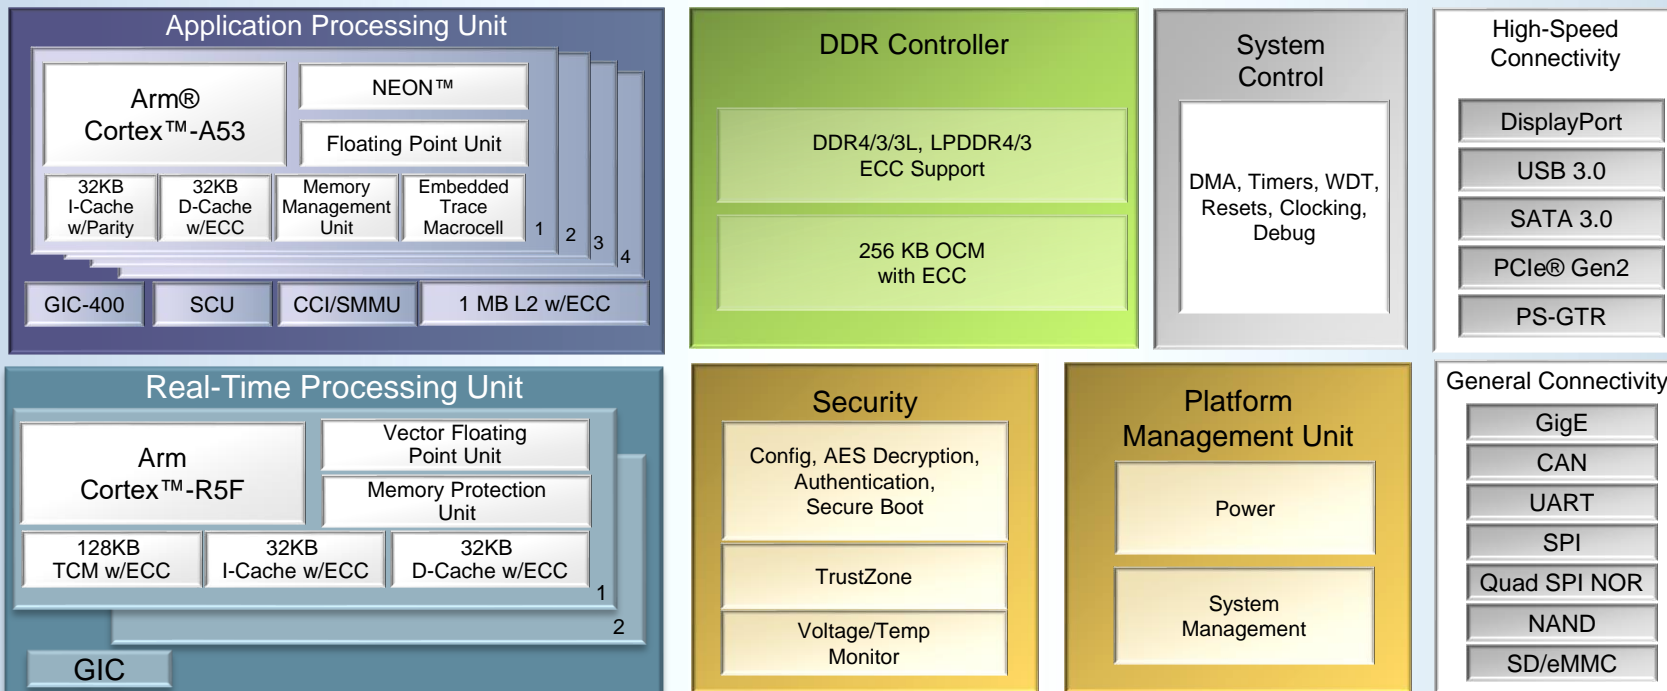 Application Processing Unit
Arm®
Cortex™-A53
NEON™
Floating Point Unit
32KB
I-Cache
w/Parity
32KB
D-Cache
w/ECC
Memory
Management
Unit
Embedded
Trace
Macrocell
1
2
3
4
GIC-400
SCU
CCI/SMMU
1 MB L2 w/ECC
DDR Controller
DDR4/3/3L, LPDDR4/3
ECC Support
256 KB OCM
with ECC
System
Control
DMA, Timers, WDT,
Resets, Clocking,
Debug
High-Speed
Connectivity
DisplayPort
USB 3.0
SATA 3.0
PCIe® Gen2
PS-GTR
Real-Time Processing Unit
Arm
Cortex™-R5F
Vector Floating
Point Unit
Memory Protection
Unit
128KB
TCM w/ECC
32KB
I-Cache w/ECC
32KB
D-Cache w/ECC
1
2
GIC
Security
Config, AES Decryption,
Authentication,
Secure Boot
TrustZone
Voltage/Temp
Monitor
Platform
Management Unit
Power
System
Management
General Connectivity
GigE
CAN
UART
SPI
Quad SPI NOR
NAND
SD/eMMC